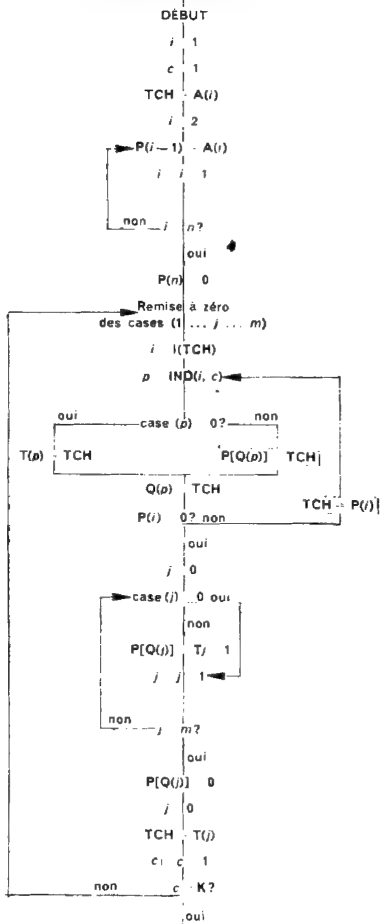 DÉBUT
i 1
c 1
TCH A(i)
i 2
P(i—1) A(i)
i i 1
non i n?
oui
P(n) 0
Remise à zéro
des cases (1 ... j ... m)
i I(TCH)
p IND(i, c)
oui case (p) 0? non
T(p) TCH P[Q(p)] TCH
Q(p) TCH
P(i) 0? non TCH P(i)
oui
j 0
case (j) 0 oui
non
P[Q(j)] Tj 1
j j 1
non j m?
oui
P[Q(j)] 0
j 0
TCH T(j)
c c 1
non c K?
oui